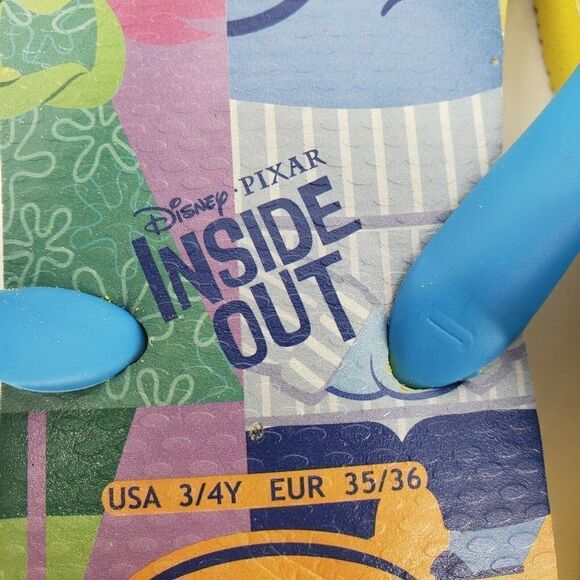 Disney · PIXAR
INSIDE
OUT
USA 3/4Y EUR 35/36